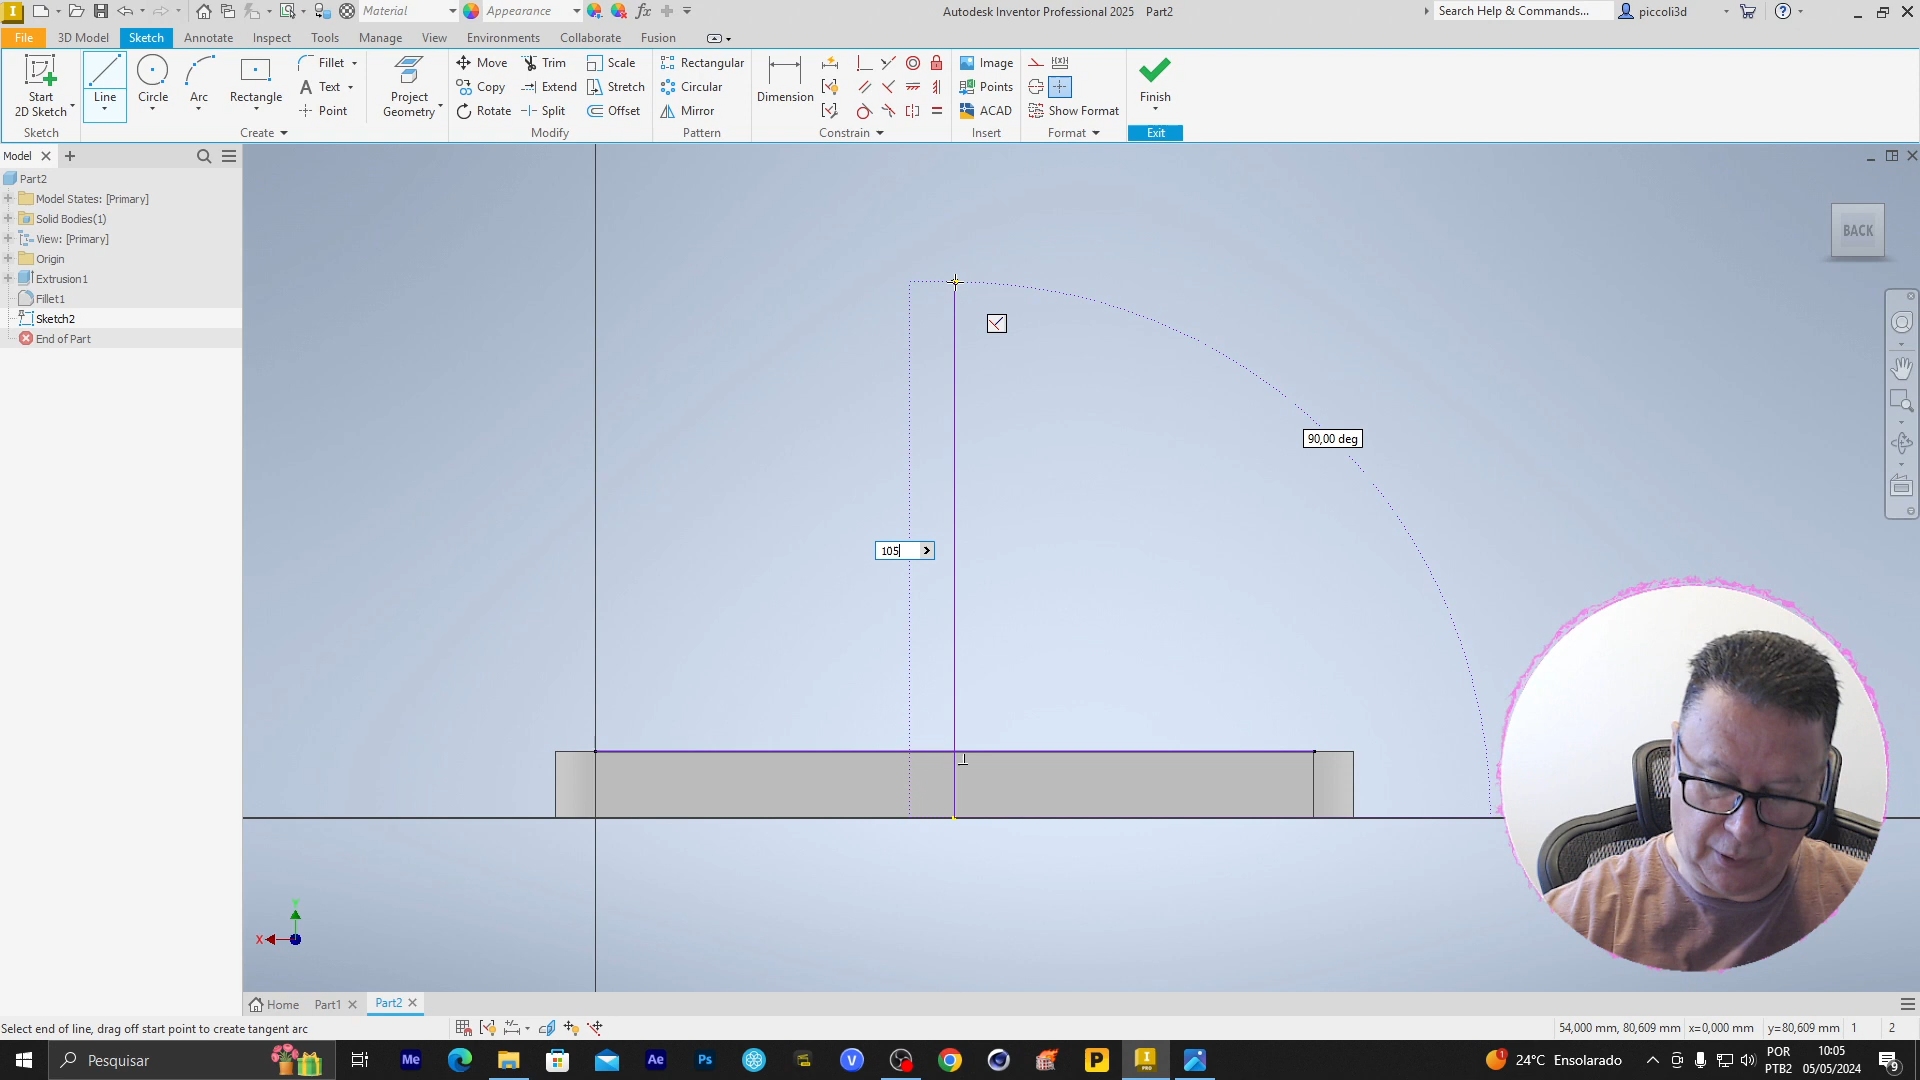 Material
Appearance
Autodesk Inventor Professional 2025 Part2
Search Help & Commands...
piccoli3d
File
3D Model
Sketch
Annotate
Inspect
Tools
Manage
View
Environments
Collaborate
Fusion
Start
2D Sketch
Line
Circle
Arc
Rectangle
Fillet
Text
Point
Project
Geometry
Move
Copy
Rotate
Trim
Extend
Split
Scale
Stretch
Offset
Rectangular
Circular
Mirror
Dimension
Image
Points
ACAD
Show Format
Finish
Sketch
Create
Modify
Pattern
Constrain
Insert
Format
Exit
Model
Part2
Model States: [Primary]
Solid Bodies(1)
View: [Primary]
Origin
Extrusion1
Fillet1
Sketch2
End of Part
BACK
90,00 deg
105
Y
X
Home
Part1
Part2
Select end of line, drag off start point to create tangent arc
54,000 mm, 80,609 mm x=0,000 mm y=80,609 mm 1 2
Pesquisar
Me
Ae
Ps
V
P
I
PRO
24°C Ensolarado
POR
PTB2
10:05
05/05/2024
9